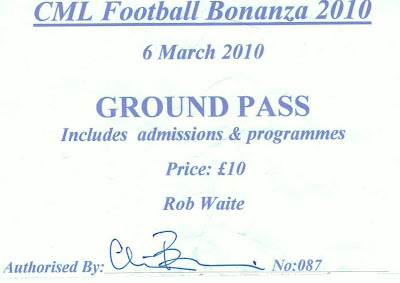 CML Football Bonanza 2010
6 March 2010
GROUND PASS
Includes admissions & programmes
Price: £10
Rob Waite
Authorised By: No:087